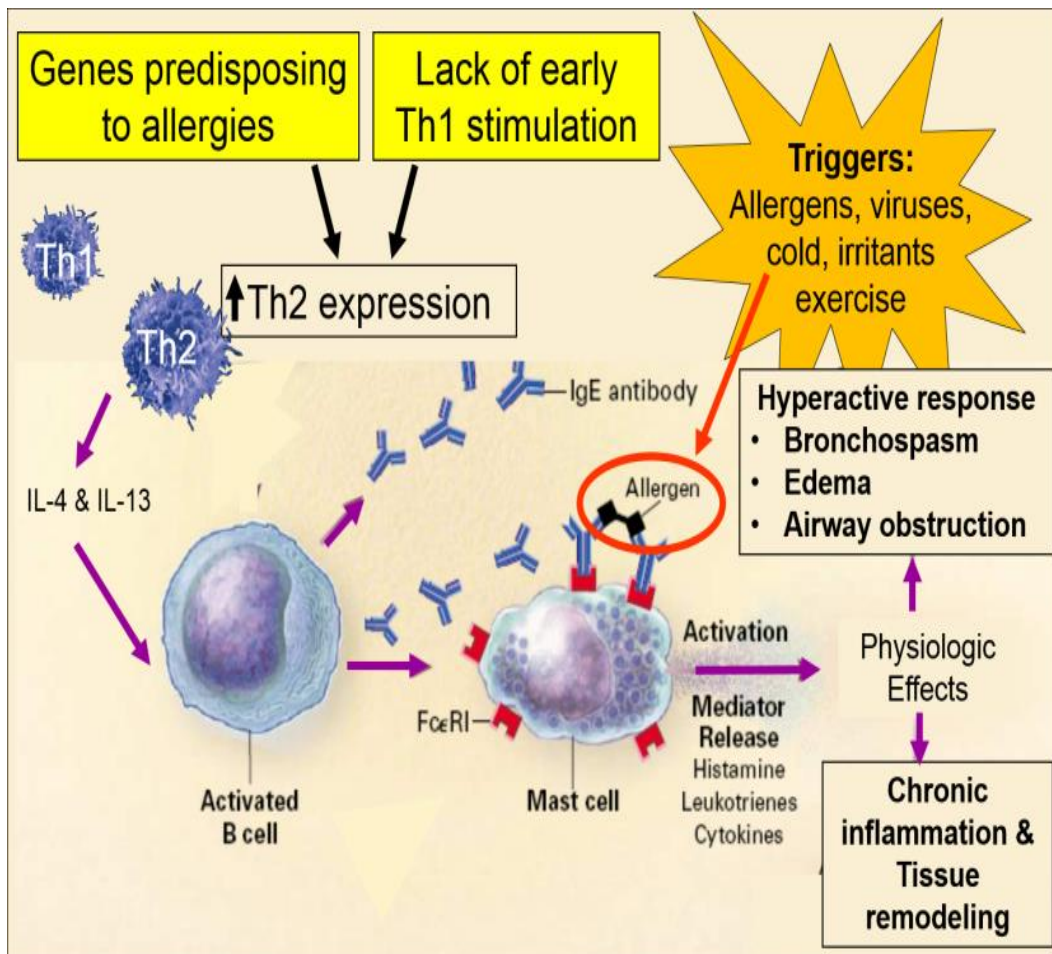 Genes predisposing
to allergies
Lack of early
Th1 stimulation
Triggers:
Allergens, viruses,
cold, irritants
exercise
Th1
Th2
Th2 expression
IgE antibody
Hyperactive response
• Bronchospasm
• Edema
• Airway obstruction
Allergen
IL-4 & IL-13
Activation
Mediator
Release
Histamine
Leukotrienes
Cytokines
Physiologic
Effects
FcεRI
Activated
B cell
Mast cell
Chronic
inflammation &
Tissue
remodeling